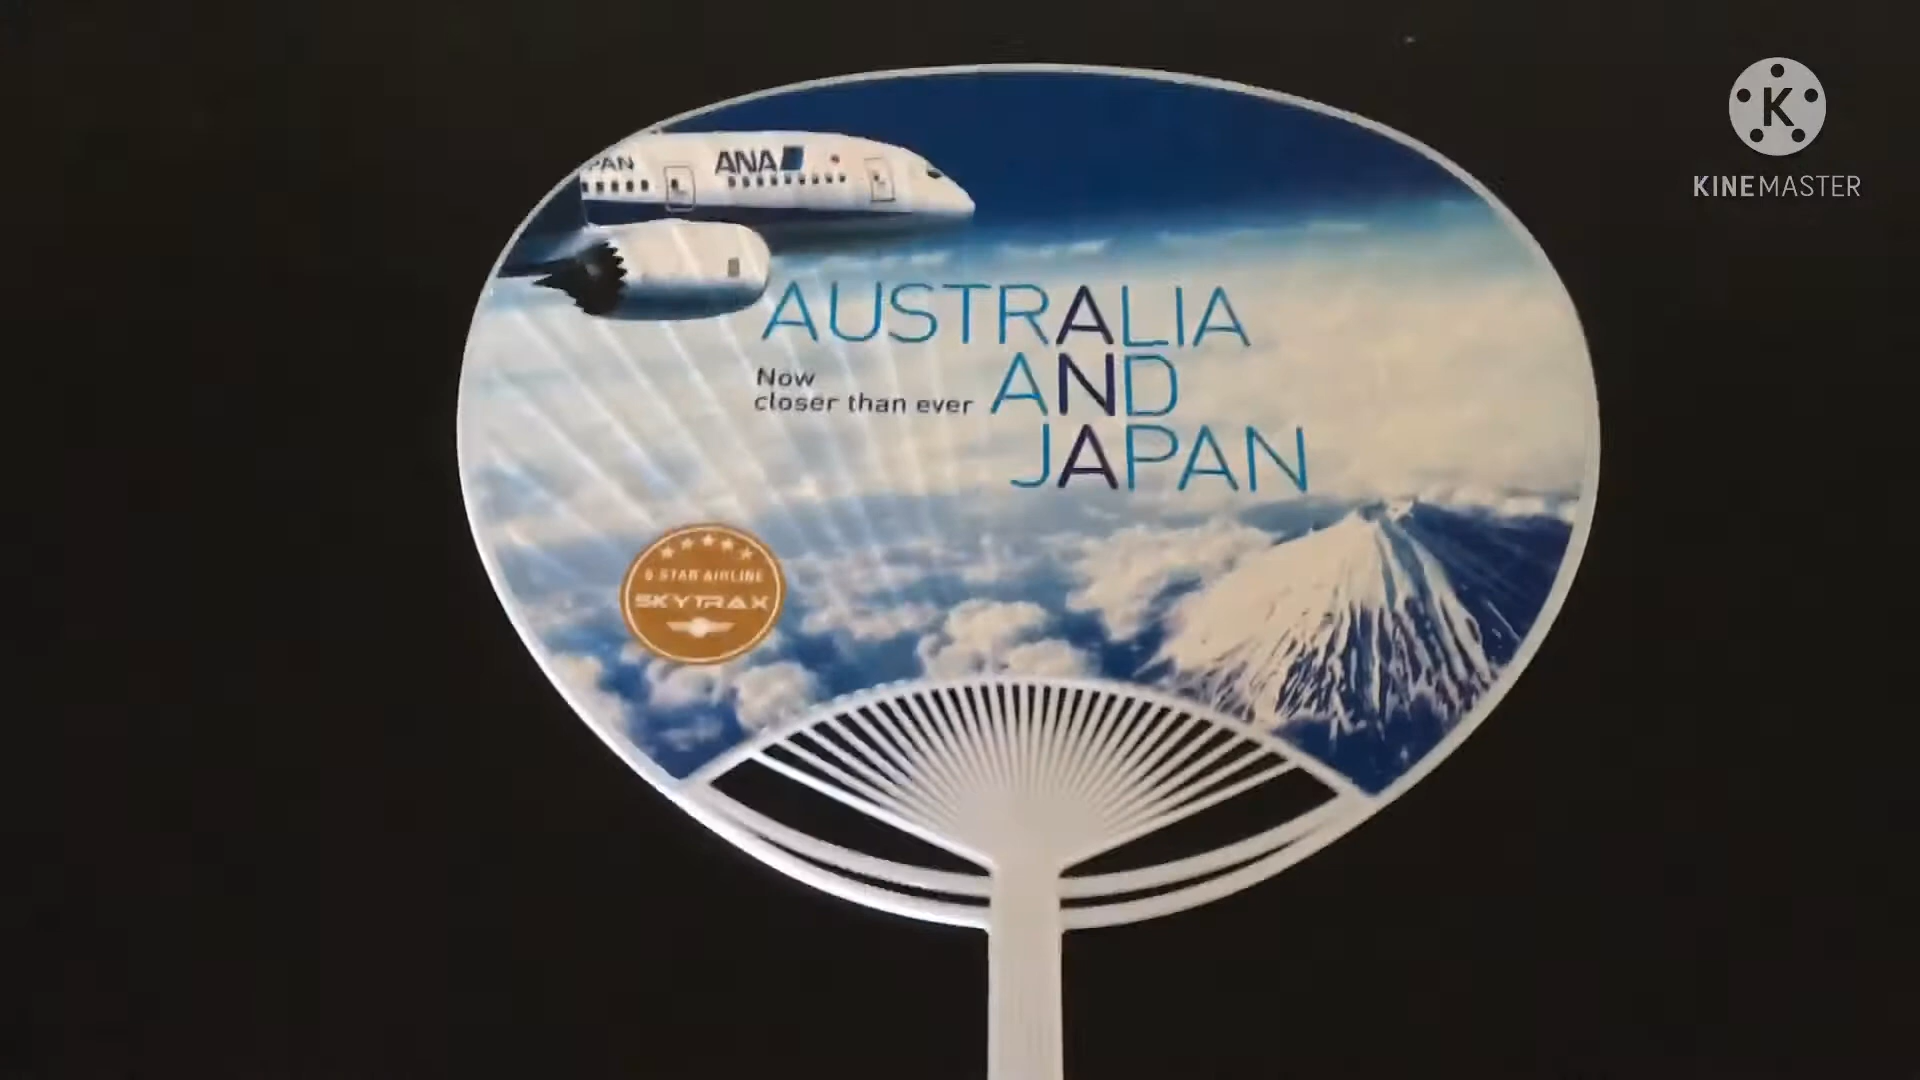 PAN ANA
AUSTRALIA
Now
closer than ever
AND
JAPAN
5 STAR AIRLINE
SKYTRAX
K
KINEMASTER